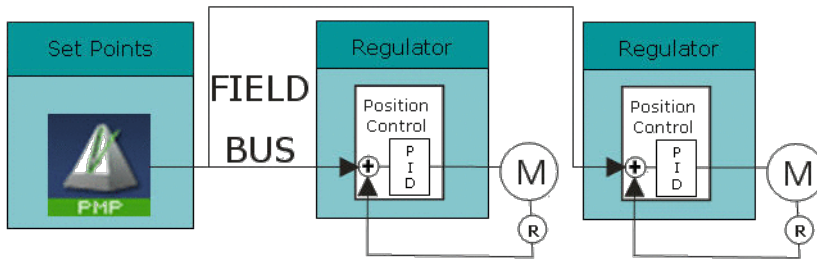 Set Points
PMP
FIELD
BUS
Regulator
Position
Control
+
P
I
D
M
R
Regulator
Position
Control
+
P
I
D
M
R